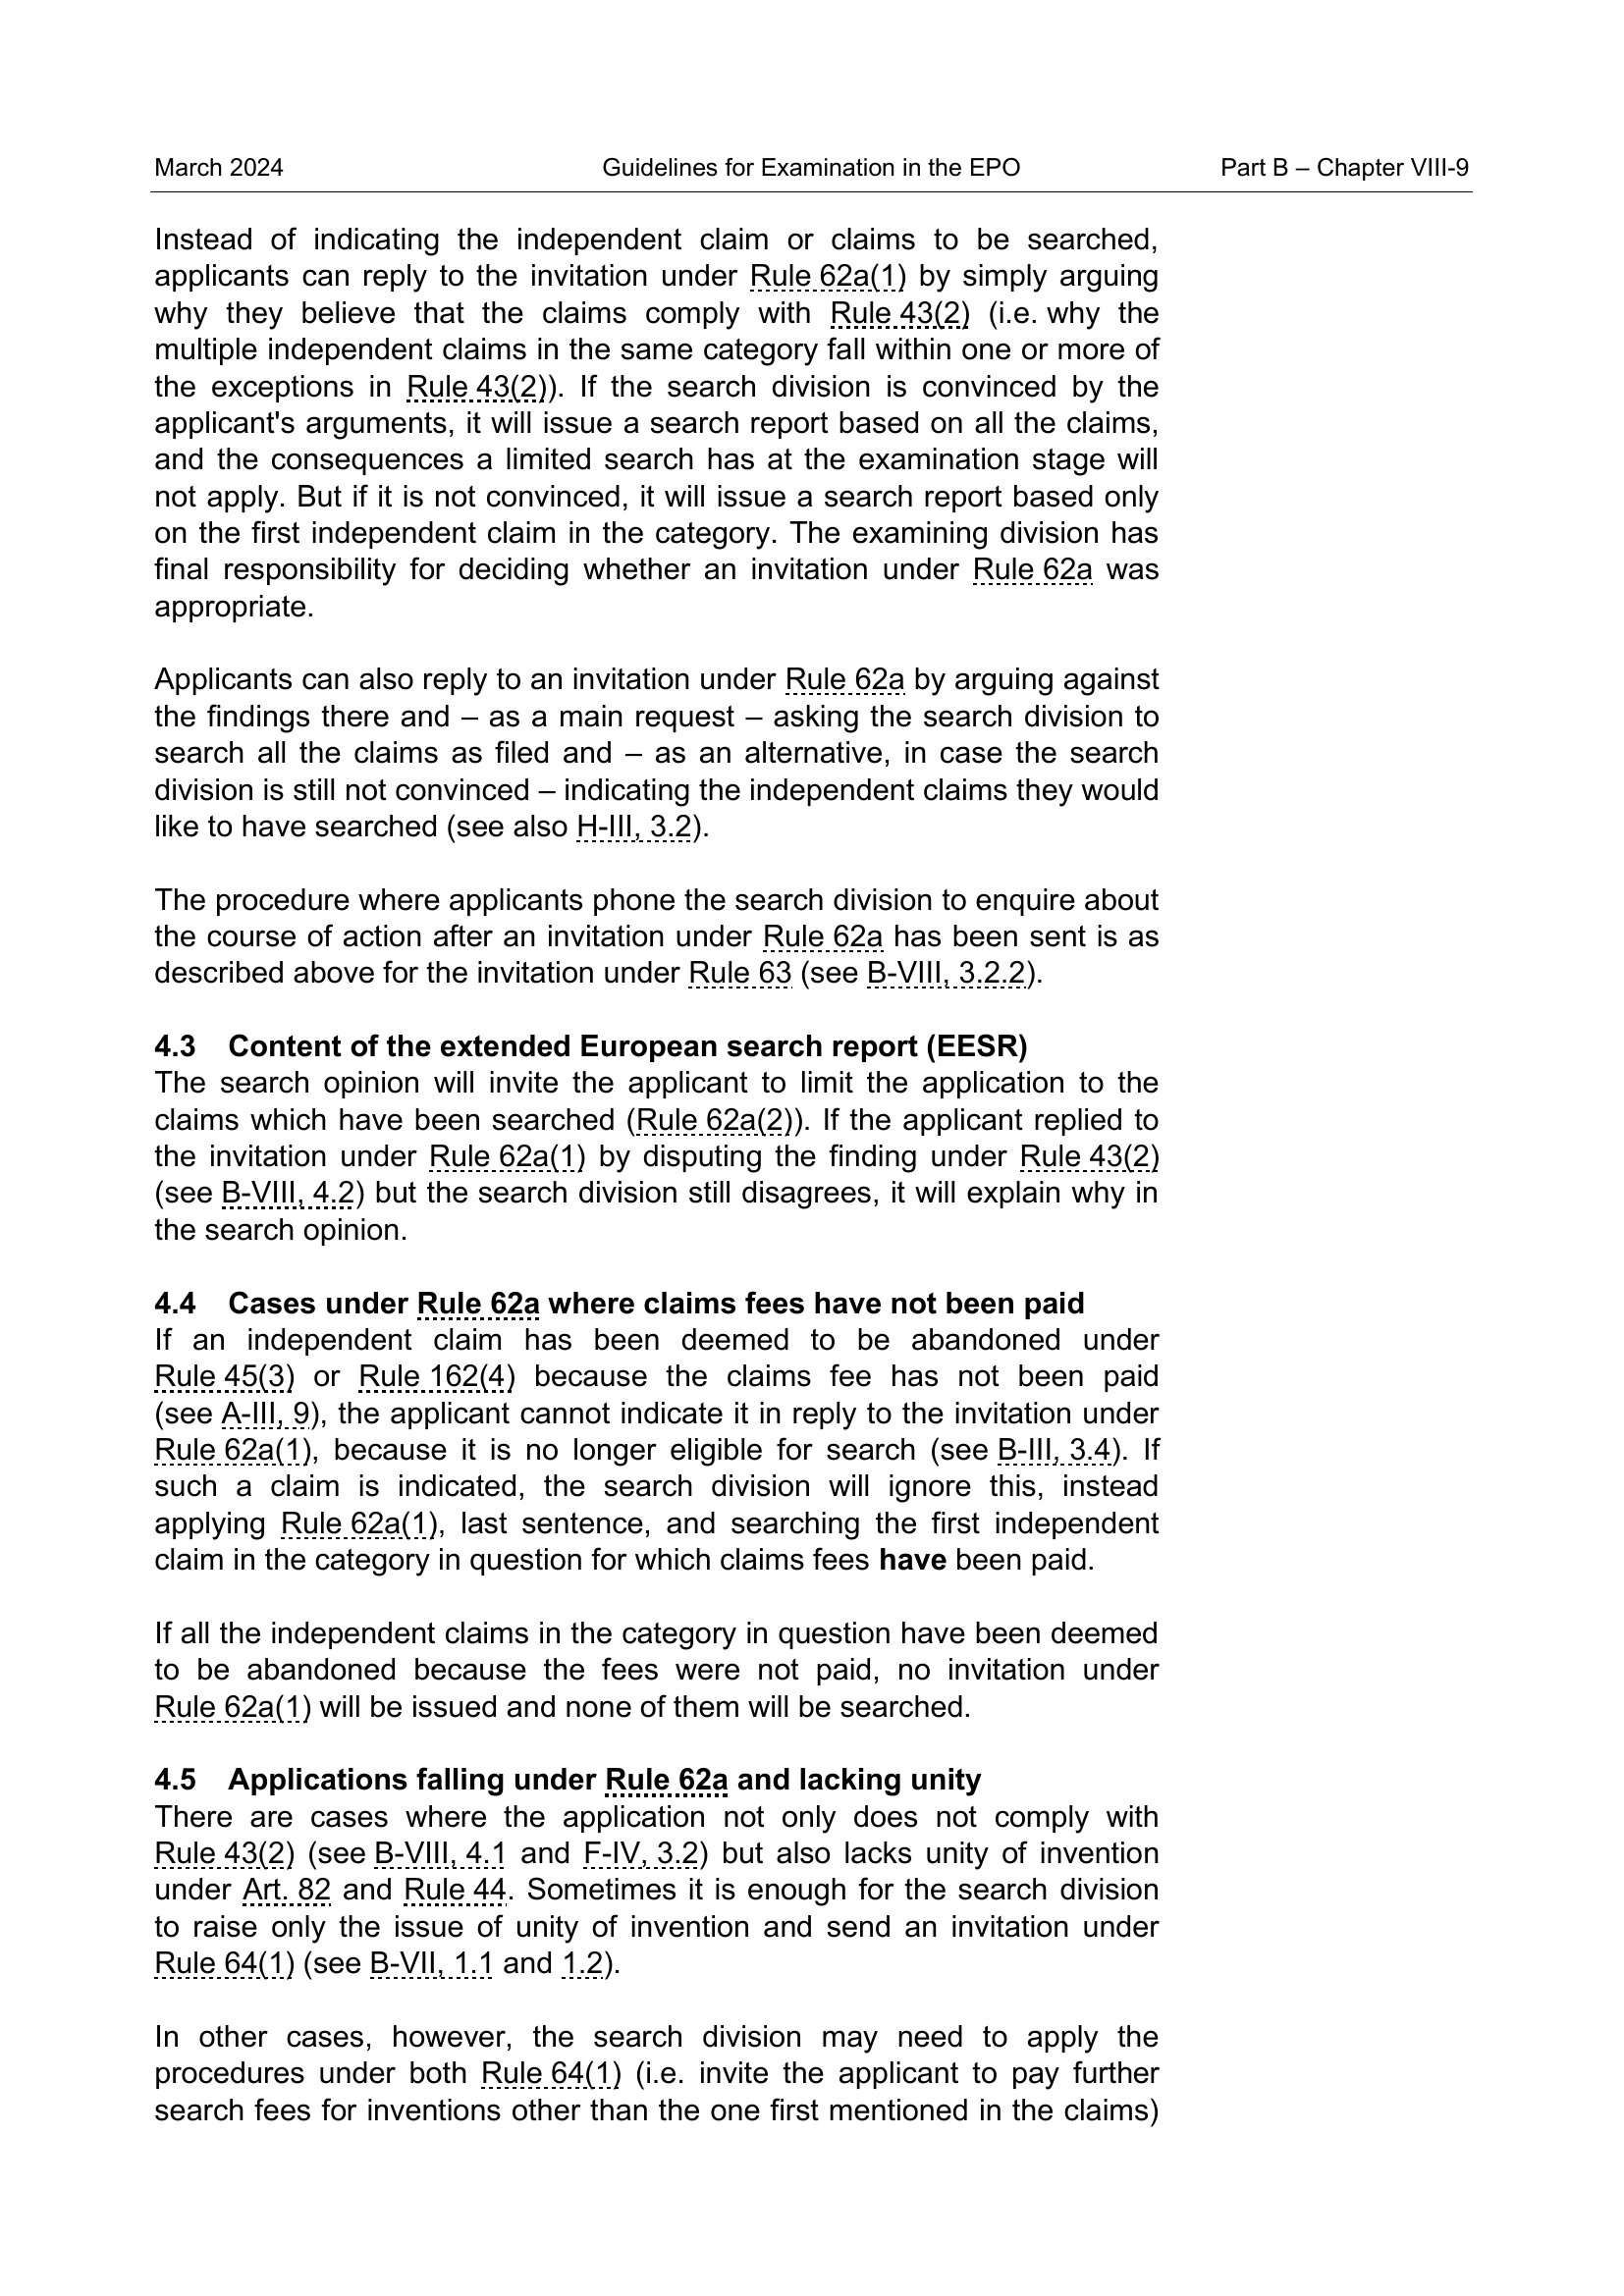 March 2024 Guidelines for Examination in the EPO Part B – Chapter VIII-9
Instead of indicating the independent claim or claims to be searched,
applicants can reply to the invitation under Rule 62a(1) by simply arguing
why they believe that the claims comply with Rule 43(2) (i.e. why the
multiple independent claims in the same category fall within one or more of
the exceptions in Rule 43(2)). If the search division is convinced by the
applicant's arguments, it will issue a search report based on all the claims,
and the consequences a limited search has at the examination stage will
not apply. But if it is not convinced, it will issue a search report based only
on the first independent claim in the category. The examining division has
final responsibility for deciding whether an invitation under Rule 62a was
appropriate.
Applicants can also reply to an invitation under Rule 62a by arguing against
the findings there and – as a main request – asking the search division to
search all the claims as filed and – as an alternative, in case the search
division is still not convinced – indicating the independent claims they would
like to have searched (see also H-III, 3.2).
The procedure where applicants phone the search division to enquire about
the course of action after an invitation under Rule 62a has been sent is as
described above for the invitation under Rule 63 (see B-VIII, 3.2.2).
4.3 Content of the extended European search report (EESR)
The search opinion will invite the applicant to limit the application to the
claims which have been searched (Rule 62a(2)). If the applicant replied to
the invitation under Rule 62a(1) by disputing the finding under Rule 43(2)
(see B-VIII, 4.2) but the search division still disagrees, it will explain why in
the search opinion.
4.4 Cases under Rule 62a where claims fees have not been paid
If an independent claim has been deemed to be abandoned under
Rule 45(3) or Rule 162(4) because the claims fee has not been paid
(see A-III, 9), the applicant cannot indicate it in reply to the invitation under
Rule 62a(1), because it is no longer eligible for search (see B-III, 3.4). If
such a claim is indicated, the search division will ignore this, instead
applying Rule 62a(1), last sentence, and searching the first independent
claim in the category in question for which claims fees have been paid.
If all the independent claims in the category in question have been deemed
to be abandoned because the fees were not paid, no invitation under
Rule 62a(1) will be issued and none of them will be searched.
4.5 Applications falling under Rule 62a and lacking unity
There are cases where the application not only does not comply with
Rule 43(2) (see B-VIII, 4.1 and F-IV, 3.2) but also lacks unity of invention
under Art. 82 and Rule 44. Sometimes it is enough for the search division
to raise only the issue of unity of invention and send an invitation under
Rule 64(1) (see B-VII, 1.1 and 1.2).
In other cases, however, the search division may need to apply the
procedures under both Rule 64(1) (i.e. invite the applicant to pay further
search fees for inventions other than the one first mentioned in the claims)